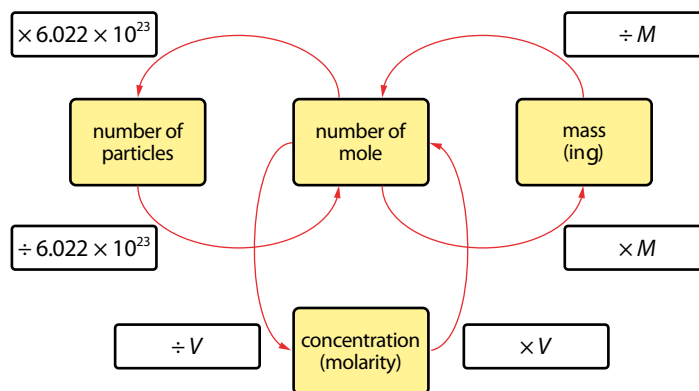 × 6.022 × 10²³
÷ M
number of
particles
number of
mole
mass
(ing)
÷ 6.022 × 10²³
× M
÷ V
concentration
(molarity)
× V